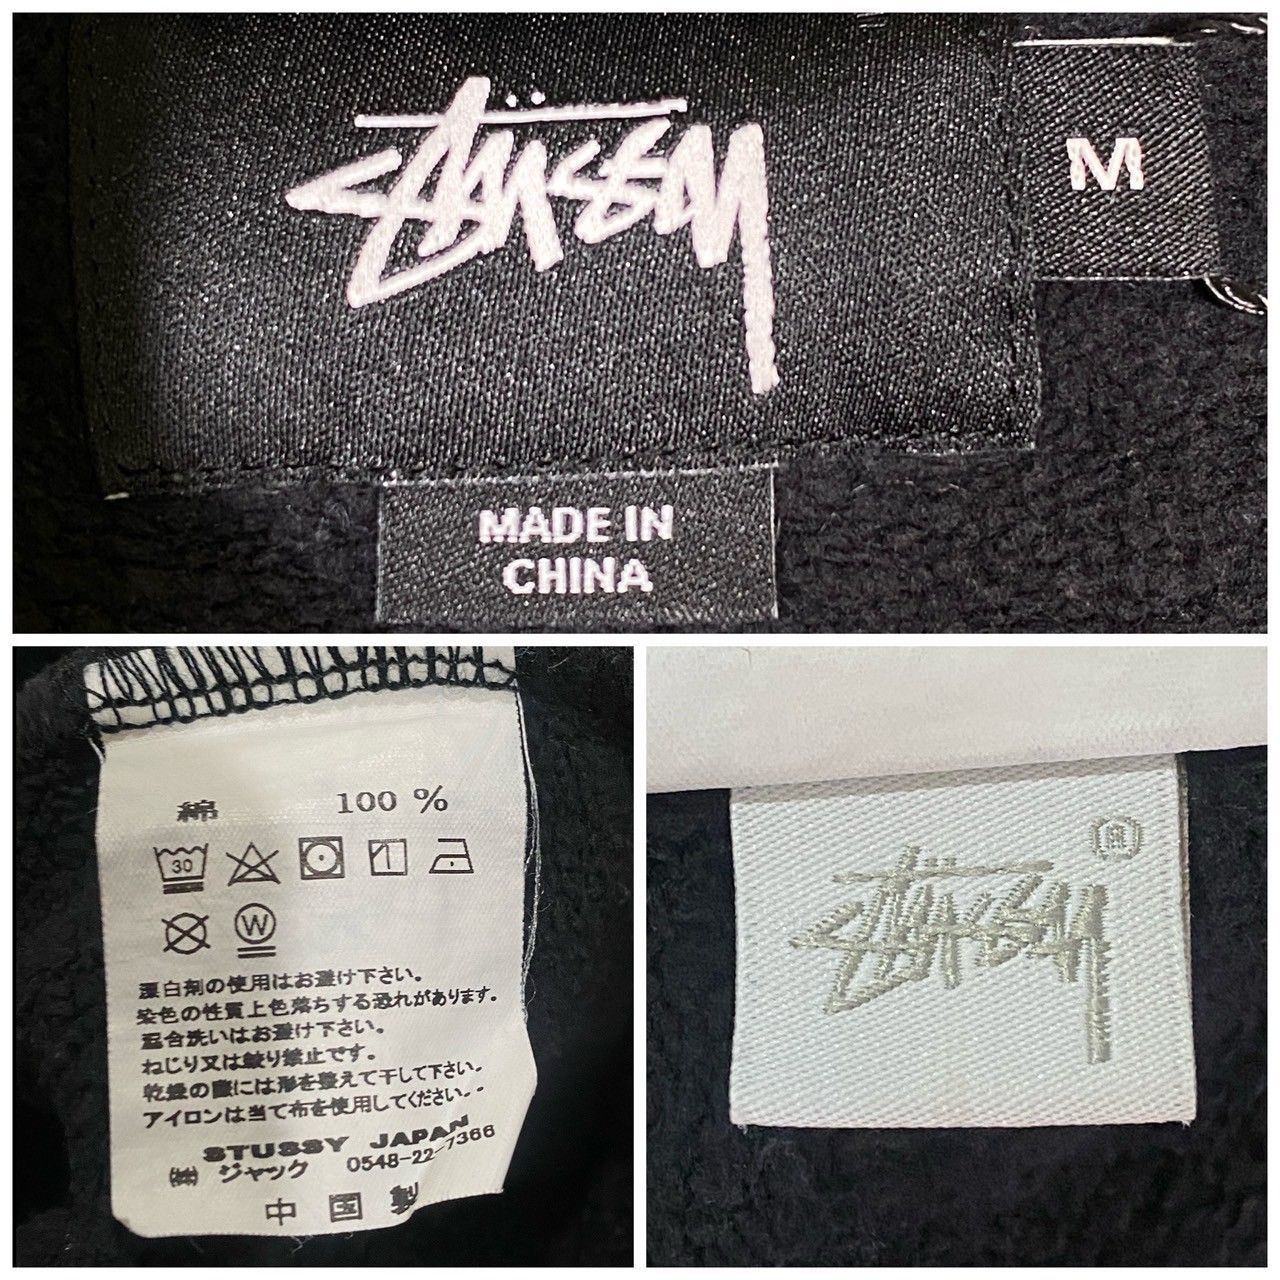 STÜSSY
M
MADE IN
CHINA
綿 100 %
30
W
漂白剤の使用はお避け下さい。
染色の性質上色落ちする恐れがあります。
混合洗いはお避け下さい。
ねじり又は絞り禁止です。
乾燥の際には形を整えて干して下さい。
アイロンは当て布を使用してください。
STUSSY JAPAN
㈱ ジャック 0548-22-7366
中国製
STÜSSY ®